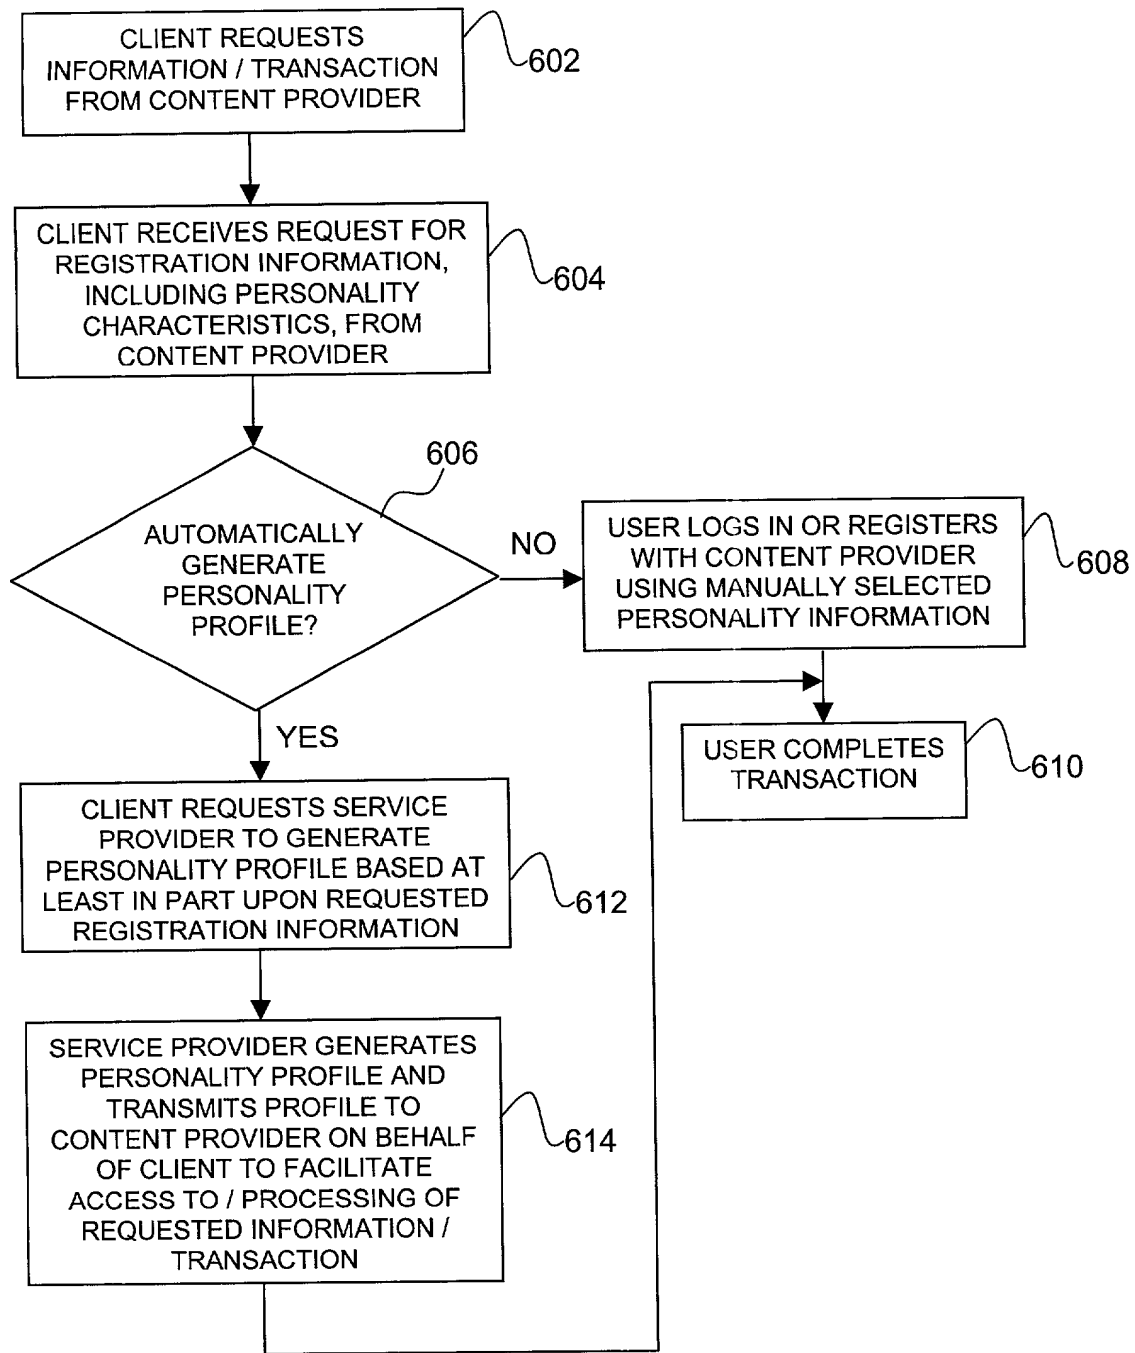 CLIENT REQUESTS
INFORMATION / TRANSACTION
FROM CONTENT PROVIDER
602
CLIENT RECEIVES REQUEST FOR
REGISTRATION INFORMATION,
INCLUDING PERSONALITY
CHARACTERISTICS, FROM
CONTENT PROVIDER
604
606
AUTOMATICALLY
GENERATE
PERSONALITY
PROFILE?
NO
USER LOGS IN OR REGISTERS
WITH CONTENT PROVIDER
USING MANUALLY SELECTED
PERSONALITY INFORMATION
608
YES
USER COMPLETES
TRANSACTION
610
CLIENT REQUESTS SERVICE
PROVIDER TO GENERATE
PERSONALITY PROFILE BASED AT
LEAST IN PART UPON REQUESTED
REGISTRATION INFORMATION
612
SERVICE PROVIDER GENERATES
PERSONALITY PROFILE AND
TRANSMITS PROFILE TO
CONTENT PROVIDER ON BEHALF
OF CLIENT TO FACILITATE
ACCESS TO / PROCESSING OF
REQUESTED INFORMATION /
TRANSACTION
614